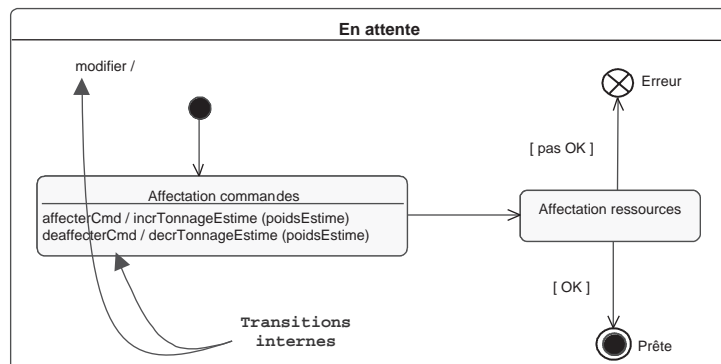 En attente
modifier /
Erreur
[ pas OK ]
Affectation commandes
affecterCmd / incrTonnageEstime (poidsEstime)
deaffecterCmd / decrTonnageEstime (poidsEstime)
Affectation ressources
[ OK ]
Transitions
internes
Prête